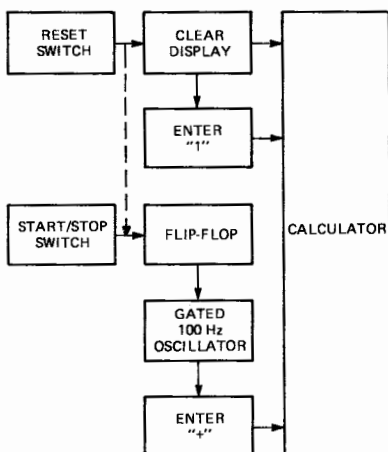 RESET
SWITCH
CLEAR
DISPLAY
ENTER
"1"
START/STOP
SWITCH
FLIP-FLOP
CALCULATOR
GATED
100 Hz
OSCILLATOR
ENTER
"+"